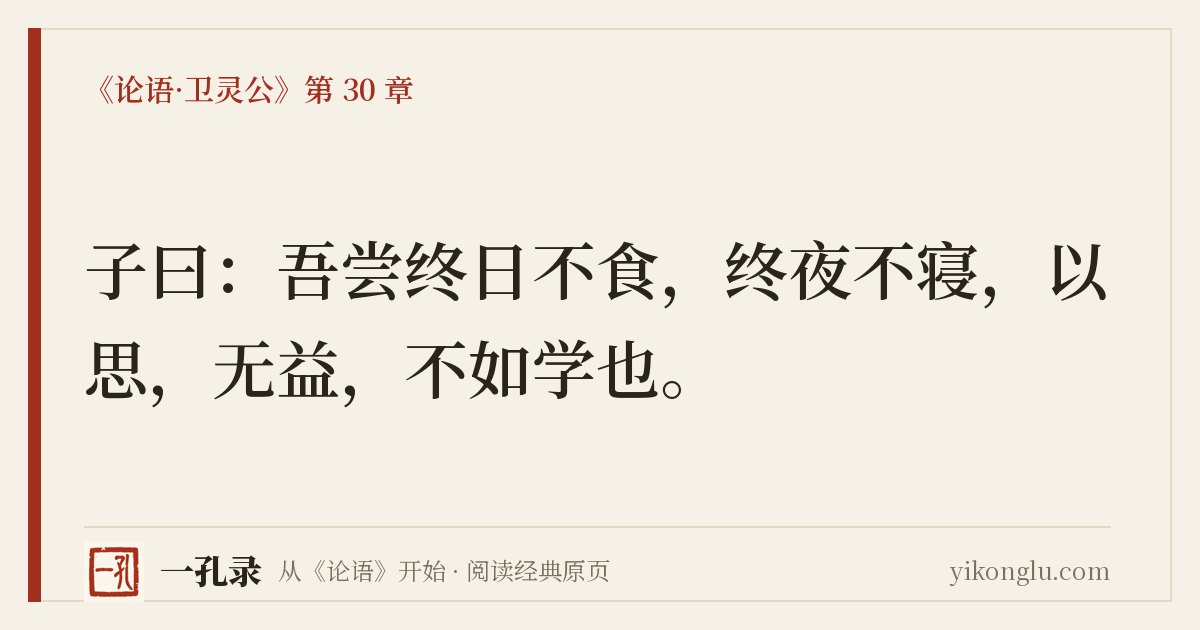 《论语·卫灵公》第 30 章
子曰：吾尝终日不食，终夜不寝，以
思，无益，不如学也。
一孔
一孔录 从《论语》开始 · 阅读经典原页 yikonglu.com